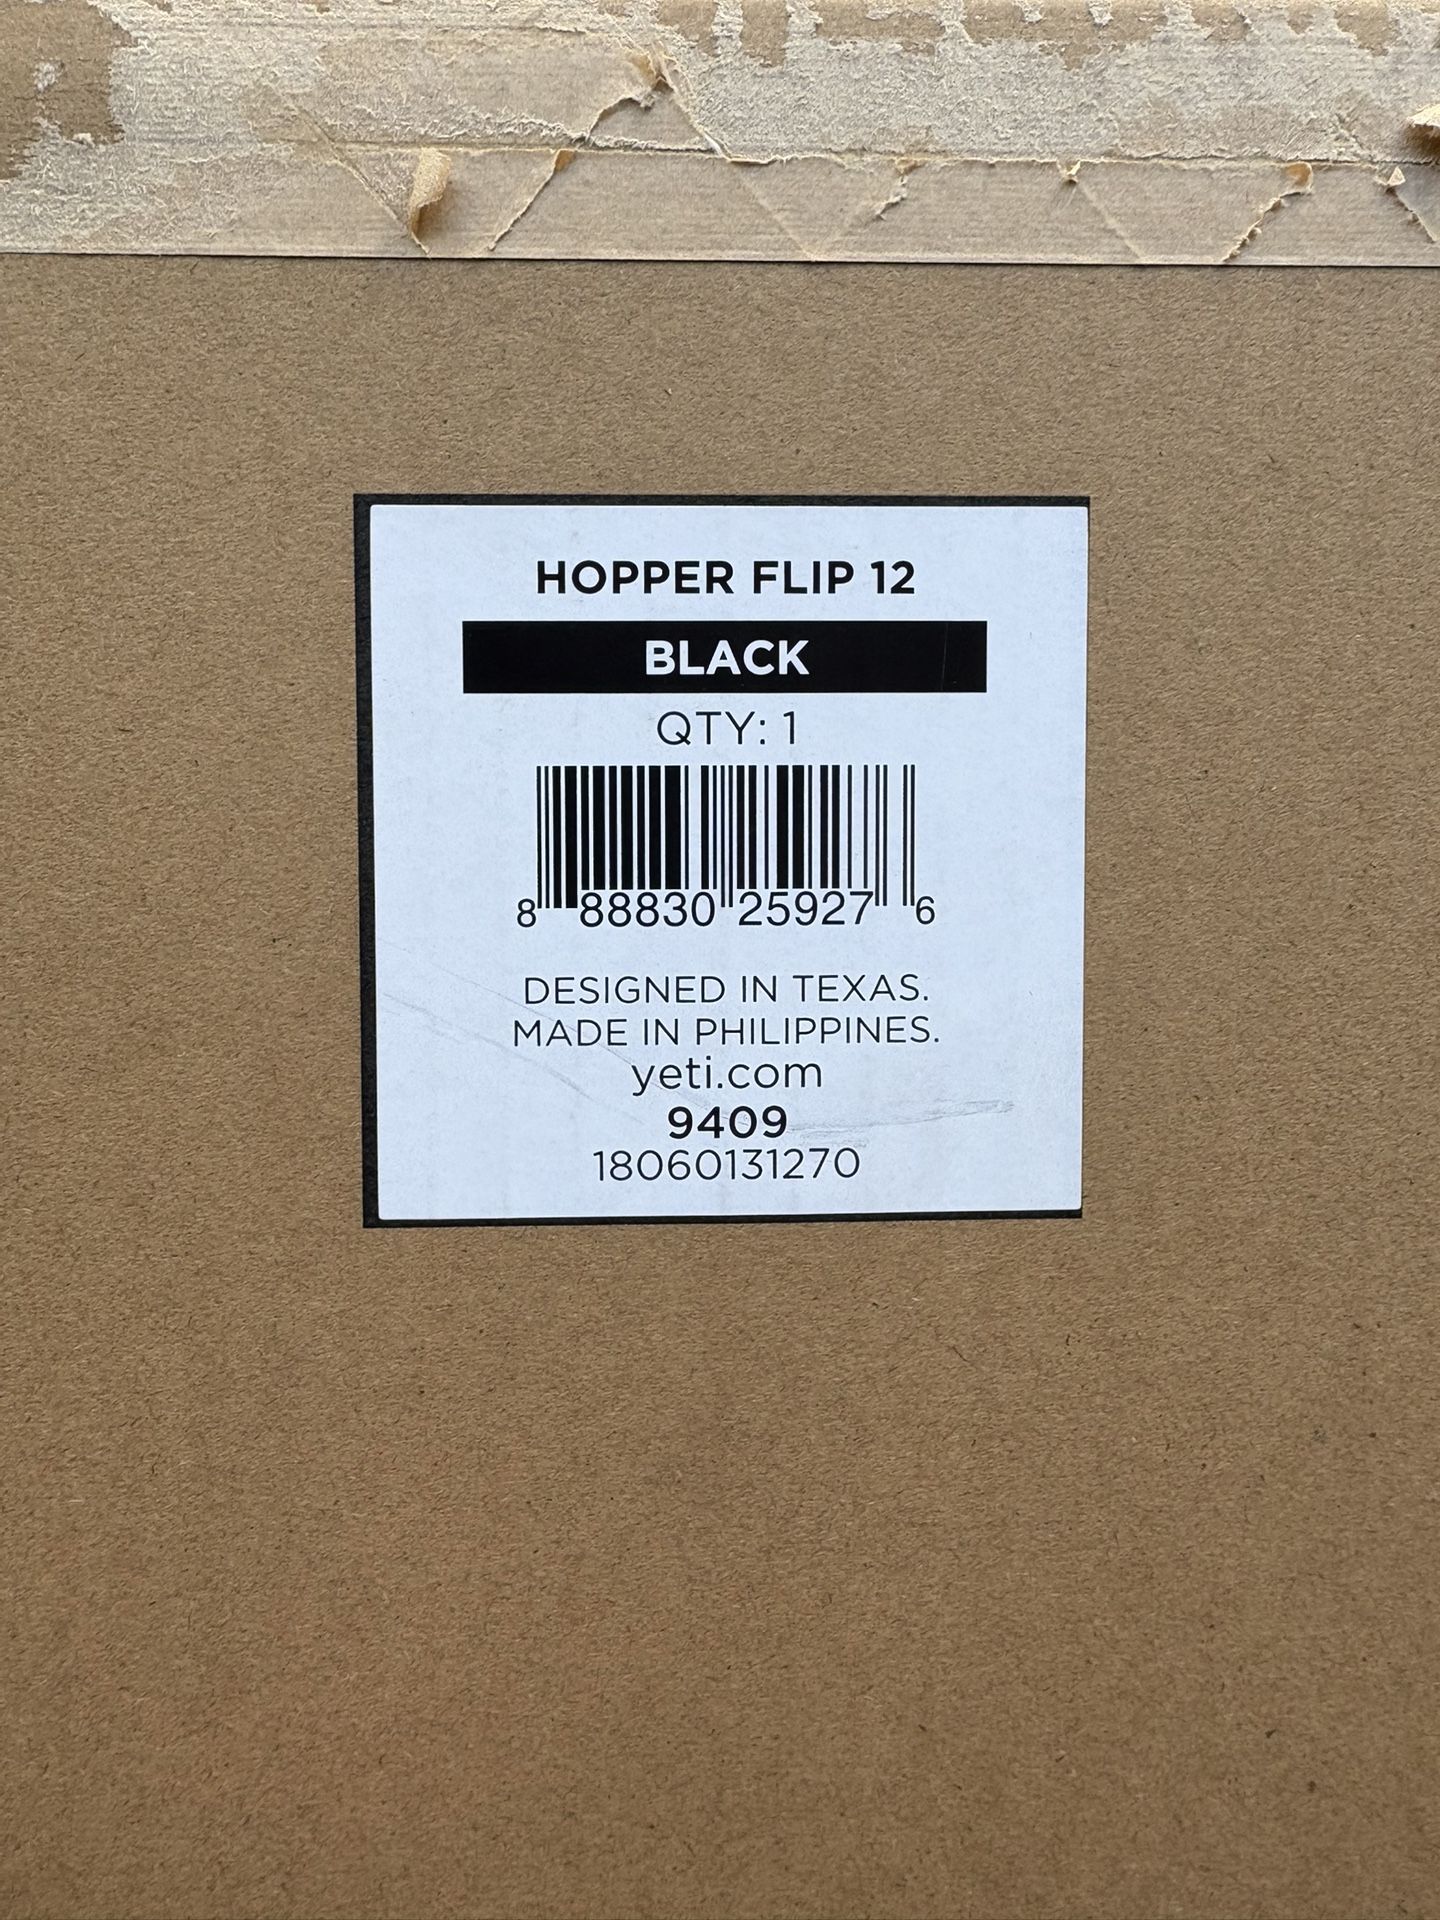 HOPPER FLIP 12
BLACK
QTY: 1
8 88830 25927 6
DESIGNED IN TEXAS.
MADE IN PHILIPPINES.
yeti.com
9409
18060131270